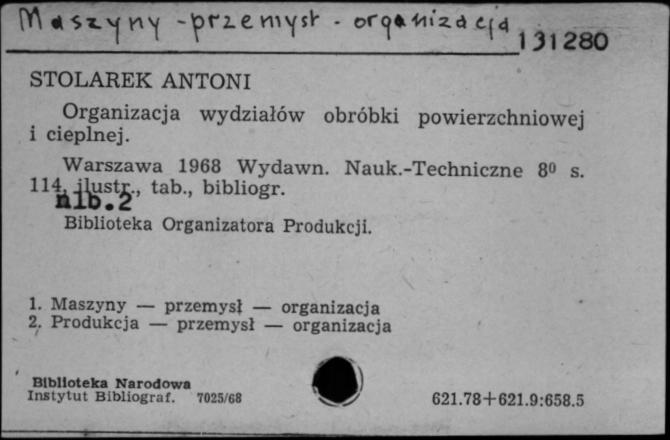 Maszyny - przemysł - organizacja
131280
STOLAREK ANTONI
Organizacja wydziałów obróbki powierzchniowej
i cieplnej.
Warszawa 1968 Wydawn. Nauk.-Techniczne 8⁰ s.
114, ilustr., tab., bibliogr.
nlb.2
Biblioteka Organizatora Produkcji.
1. Maszyny — przemysł — organizacja
2. Produkcja — przemysł — organizacja
Biblioteka Narodowa
Instytut Bibliograf. 7025/68
621.78+621.9:658.5